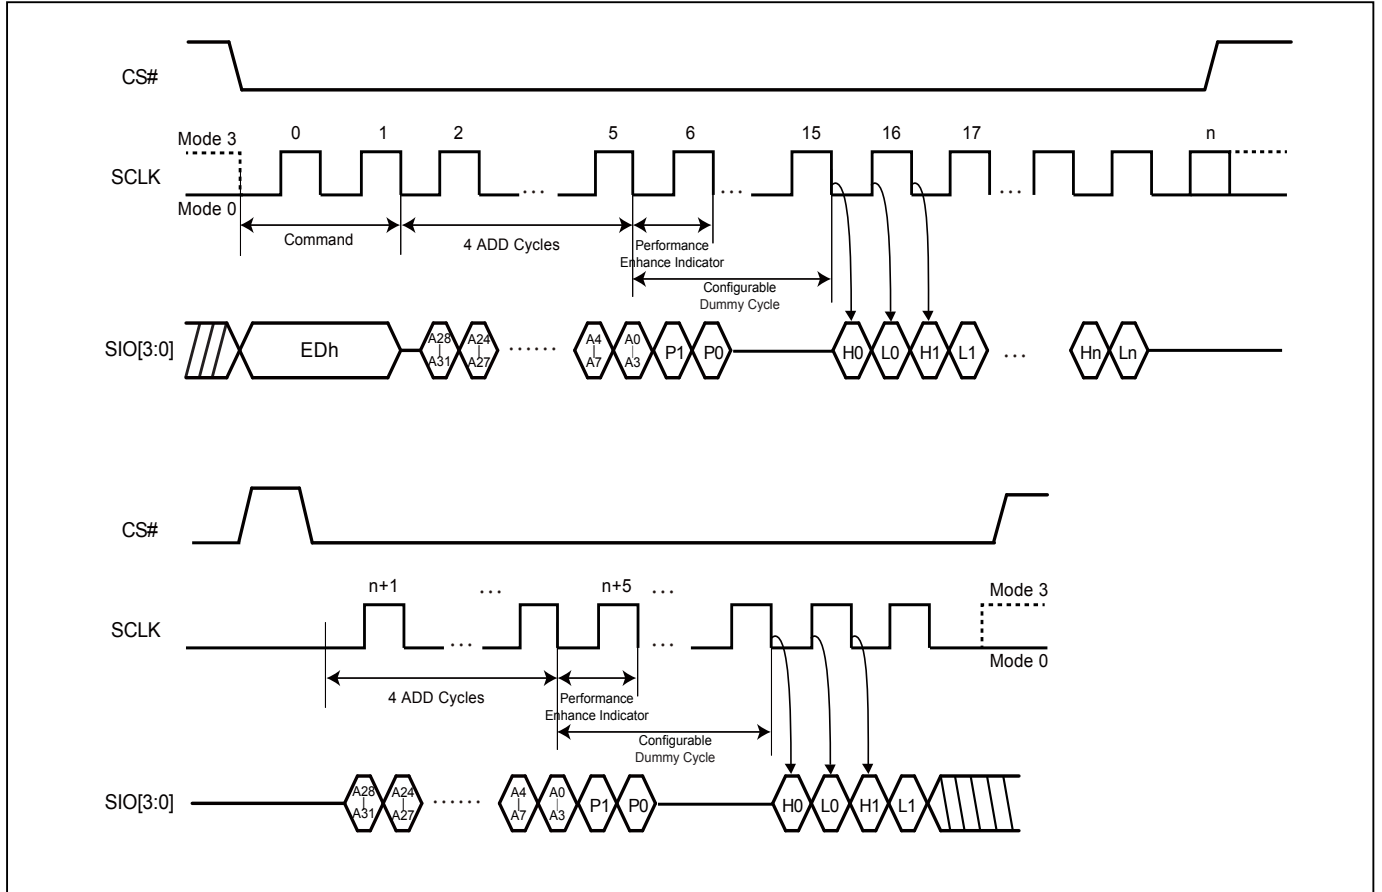 CS#
Mode 3
0 1 2 5 6 15 16 17 n
SCLK
···
···
···
Mode 0
Command
4 ADD Cycles
Performance
Enhance Indicator
Configurable
Dummy Cycle
SIO[3:0]
EDh
A28
|
A31
A24
|
A27
······
A4
|
A7
A0
|
A3
P1
P0
H0
L0
H1
L1
···
Hn
Ln
CS#
n+1
···
n+5
···
Mode 3
SCLK
···
···
Mode 0
4 ADD Cycles
Performance
Enhance Indicator
Configurable
Dummy Cycle
SIO[3:0]
A28
|
A31
A24
|
A27
······
A4
|
A7
A0
|
A3
P1
P0
H0
L0
H1
L1